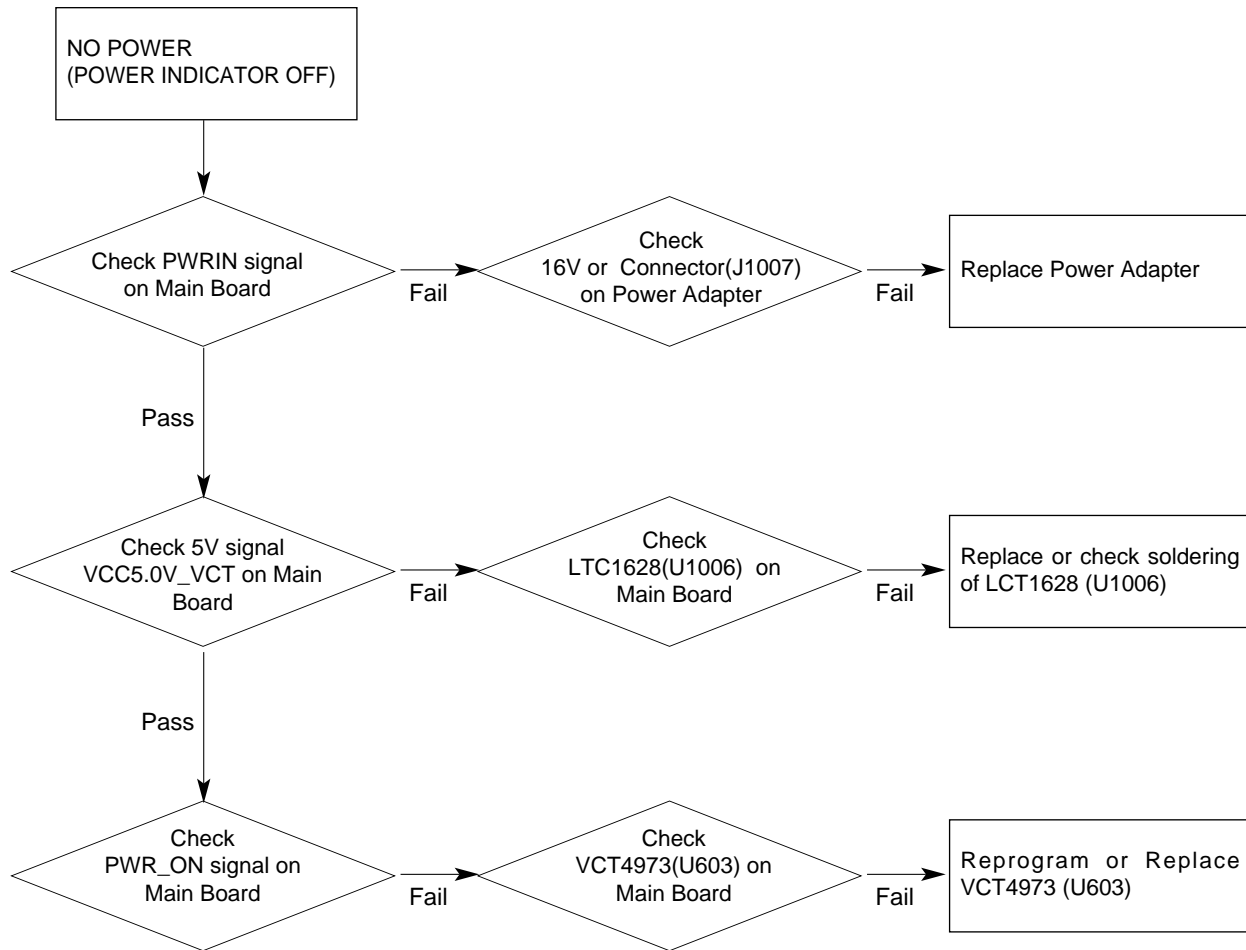 NO POWER
(POWER INDICATOR OFF)
Check PWRIN signal
on Main Board
Fail
Check
16V or Connector(J1007)
on Power Adapter
Fail
Replace Power Adapter
Pass
Check 5V signal
VCC5.0V_VCT on Main
Board
Fail
Check
LTC1628(U1006) on
Main Board
Fail
Replace or check soldering
of LCT1628 (U1006)
Pass
Check
PWR_ON signal on
Main Board
Fail
Check
VCT4973(U603) on
Main Board
Fail
Reprogram or Replace
VCT4973 (U603)